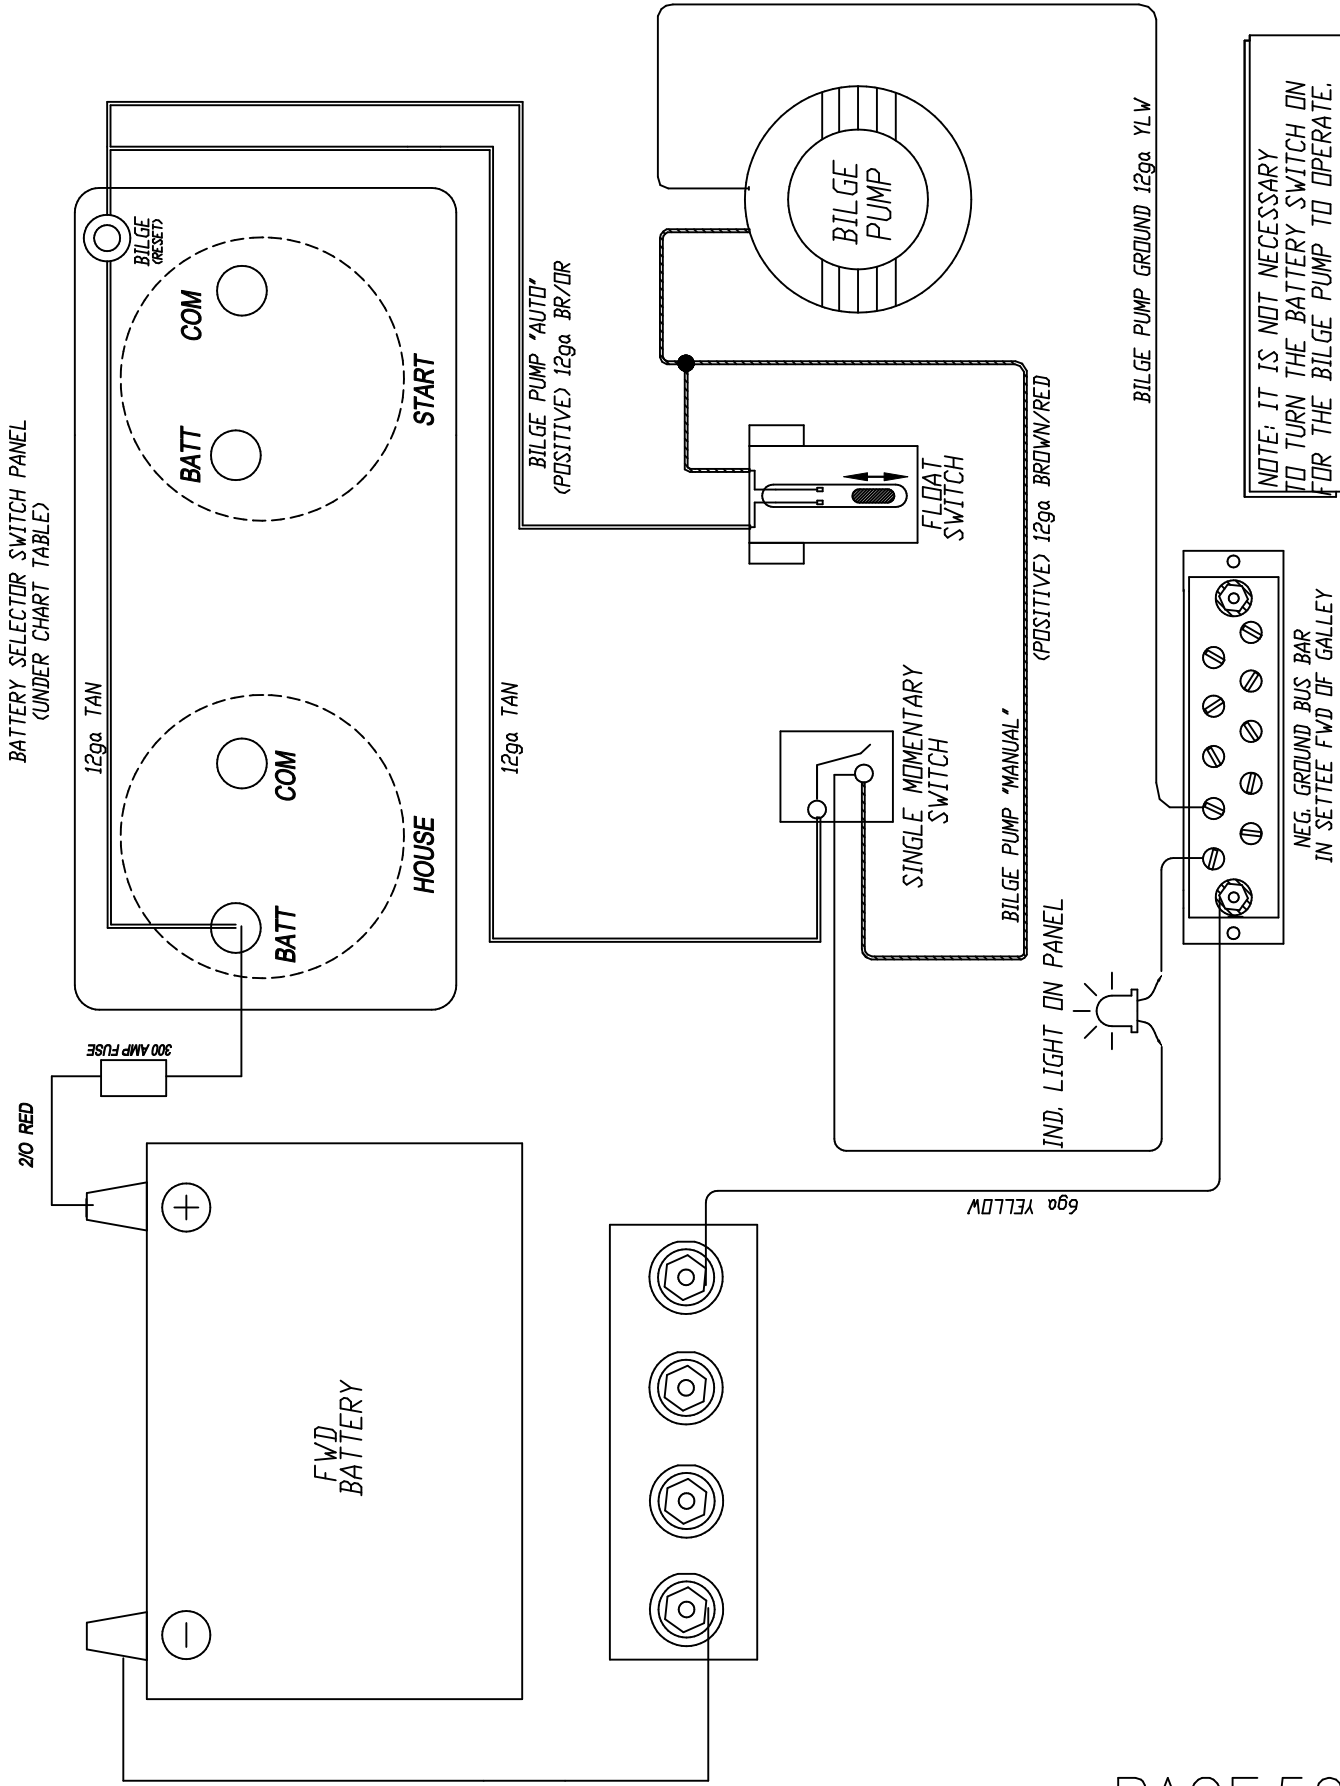 BATTERY SELECTOR SWITCH PANEL
(UNDER CHART TABLE)
12ga TAN
BILGE
(RESET)
COM
BATT
START
COM
BATT
HOUSE
300 AMP FUSE
2/0 RED
FWD
BATTERY
12ga TAN
BILGE PUMP "AUTO"
(POSITIVE) 12ga BR/OR
BILGE
PUMP
FLOAT
SWITCH
SINGLE MOMENTARY
SWITCH
BILGE PUMP "MANUAL"
(POSITIVE) 12ga BROWN/RED
IND. LIGHT ON PANEL
6ga YELLOW
BILGE PUMP GROUND 12ga YLW
NEG. GROUND BUS BAR
IN SETTEE FWD OF GALLEY
NOTE: IT IS NOT NECESSARY
TO TURN THE BATTERY SWITCH ON
FOR THE BILGE PUMP TO OPERATE.